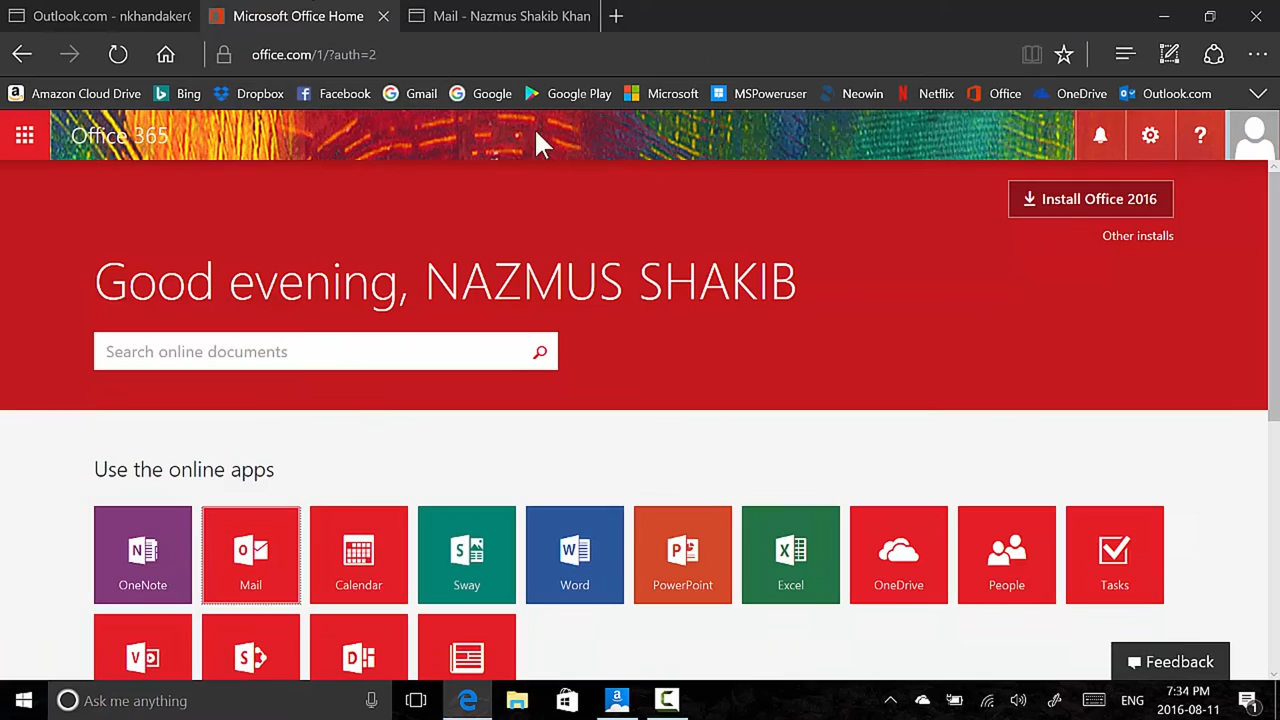 Outlook.com - nkhandaker(
Microsoft Office Home
Mail - Nazmus Shakib Khan
office.com/1/?auth=2
Amazon Cloud Drive
Bing
Dropbox
Facebook
Gmail
Google
Google Play
Microsoft
MSPoweruser
Neowin
Netflix
Office
OneDrive
Outlook.com
Office 365
Install Office 2016
Other installs
Good evening, NAZMUS SHAKIB
Search online documents
Use the online apps
OneNote
Mail
Calendar
Sway
Word
PowerPoint
Excel
OneDrive
People
Tasks
Feedback
Ask me anything
ENG
7:34 PM
2016-08-11